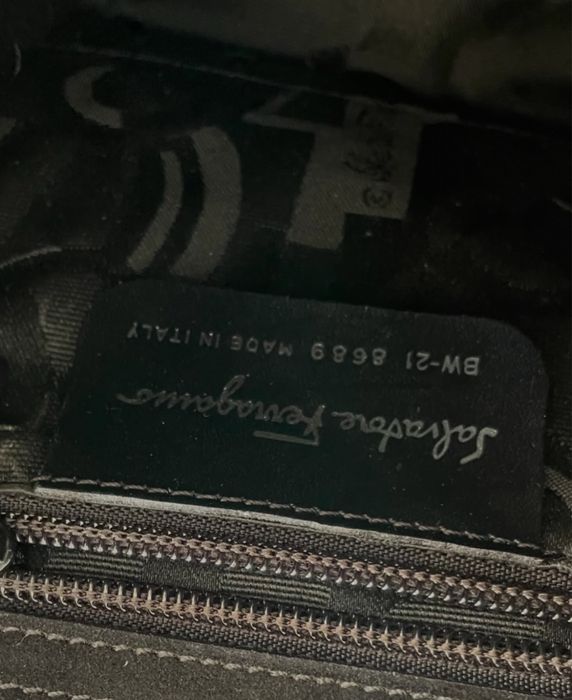 Salvatore Ferragamo
BW-21 8689 MADE IN ITALY